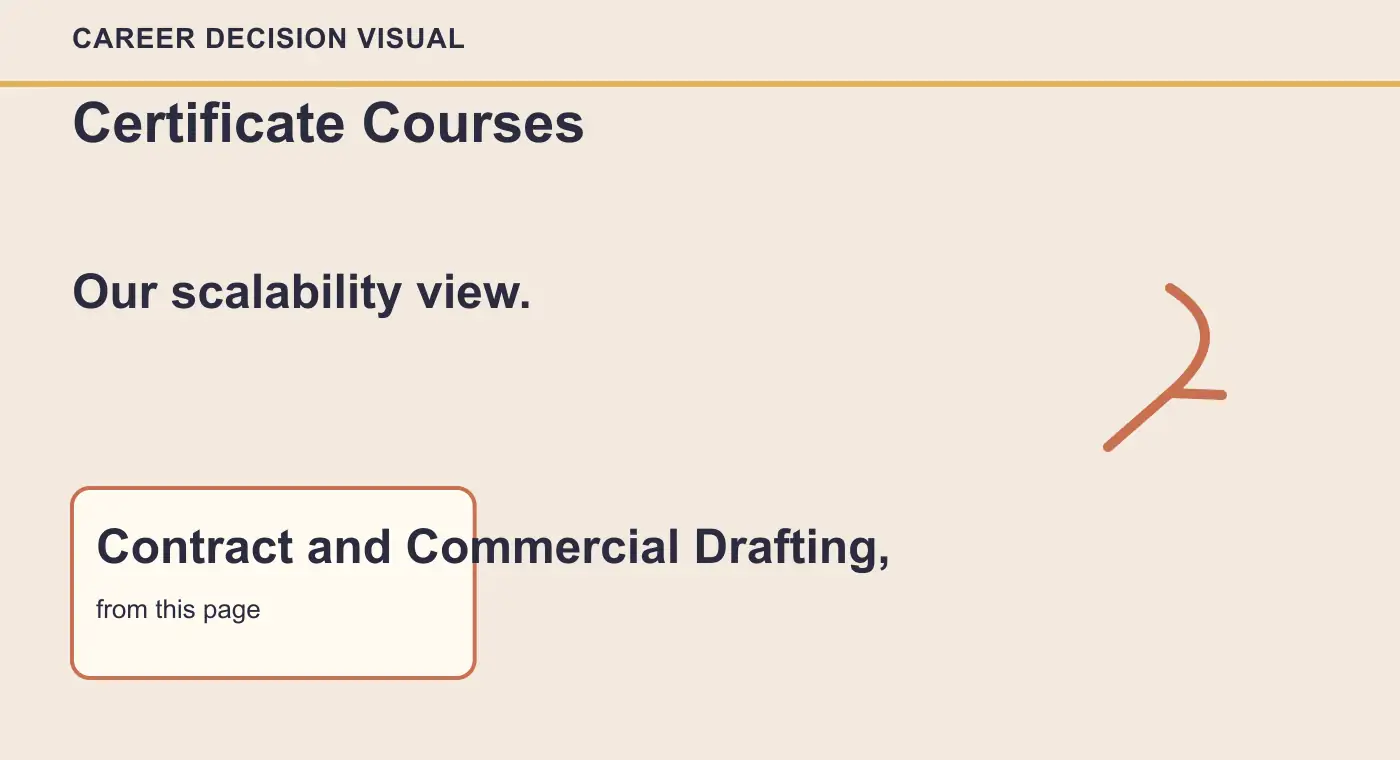 CAREER DECISION VISUAL
Certificate Courses
Our scalability view.
Contract and Commercial Drafting,
from this page